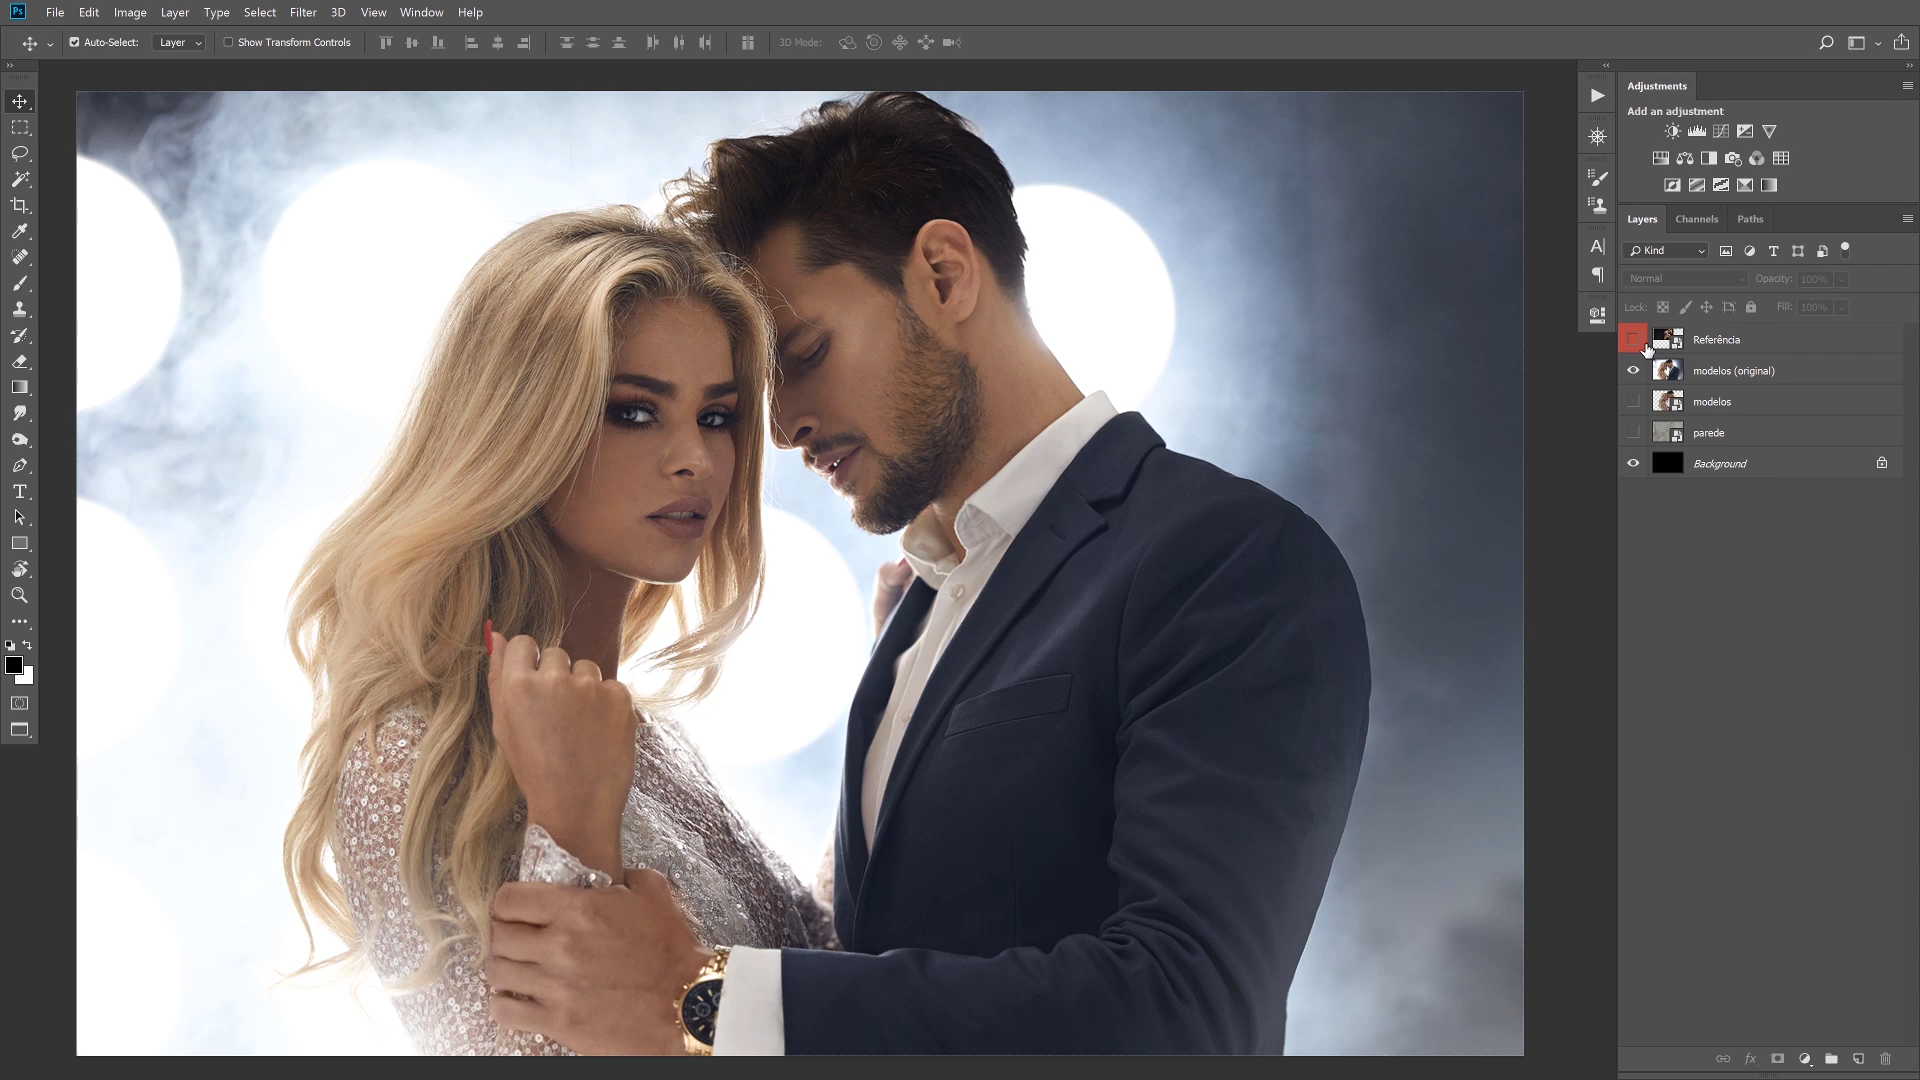 Ps File Edit Image Layer Type Select Filter 3D View Window Help
Auto-Select: Layer Show Transform Controls 3D Mode:
Adjustments
Add an adjustment
Layers Channels Paths
Kind
Normal Opacity: 100%
Lock: Fill: 100%
Referência
modelos (original)
modelos
parede
Background
fx